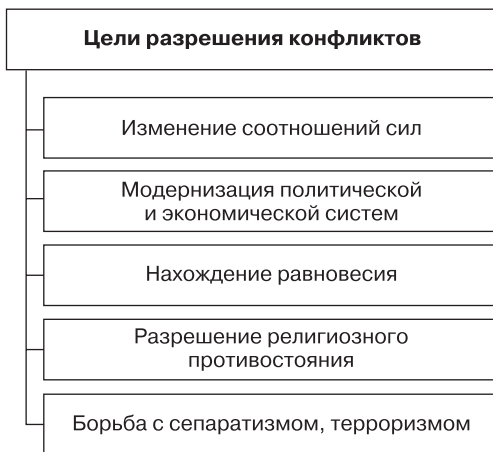 Цели разрешения конфликтов
Изменение соотношений сил
Модернизация политической
и экономической систем
Нахождение равновесия
Разрешение религиозного
противостояния
Борьба с сепаратизмом, терроризмом